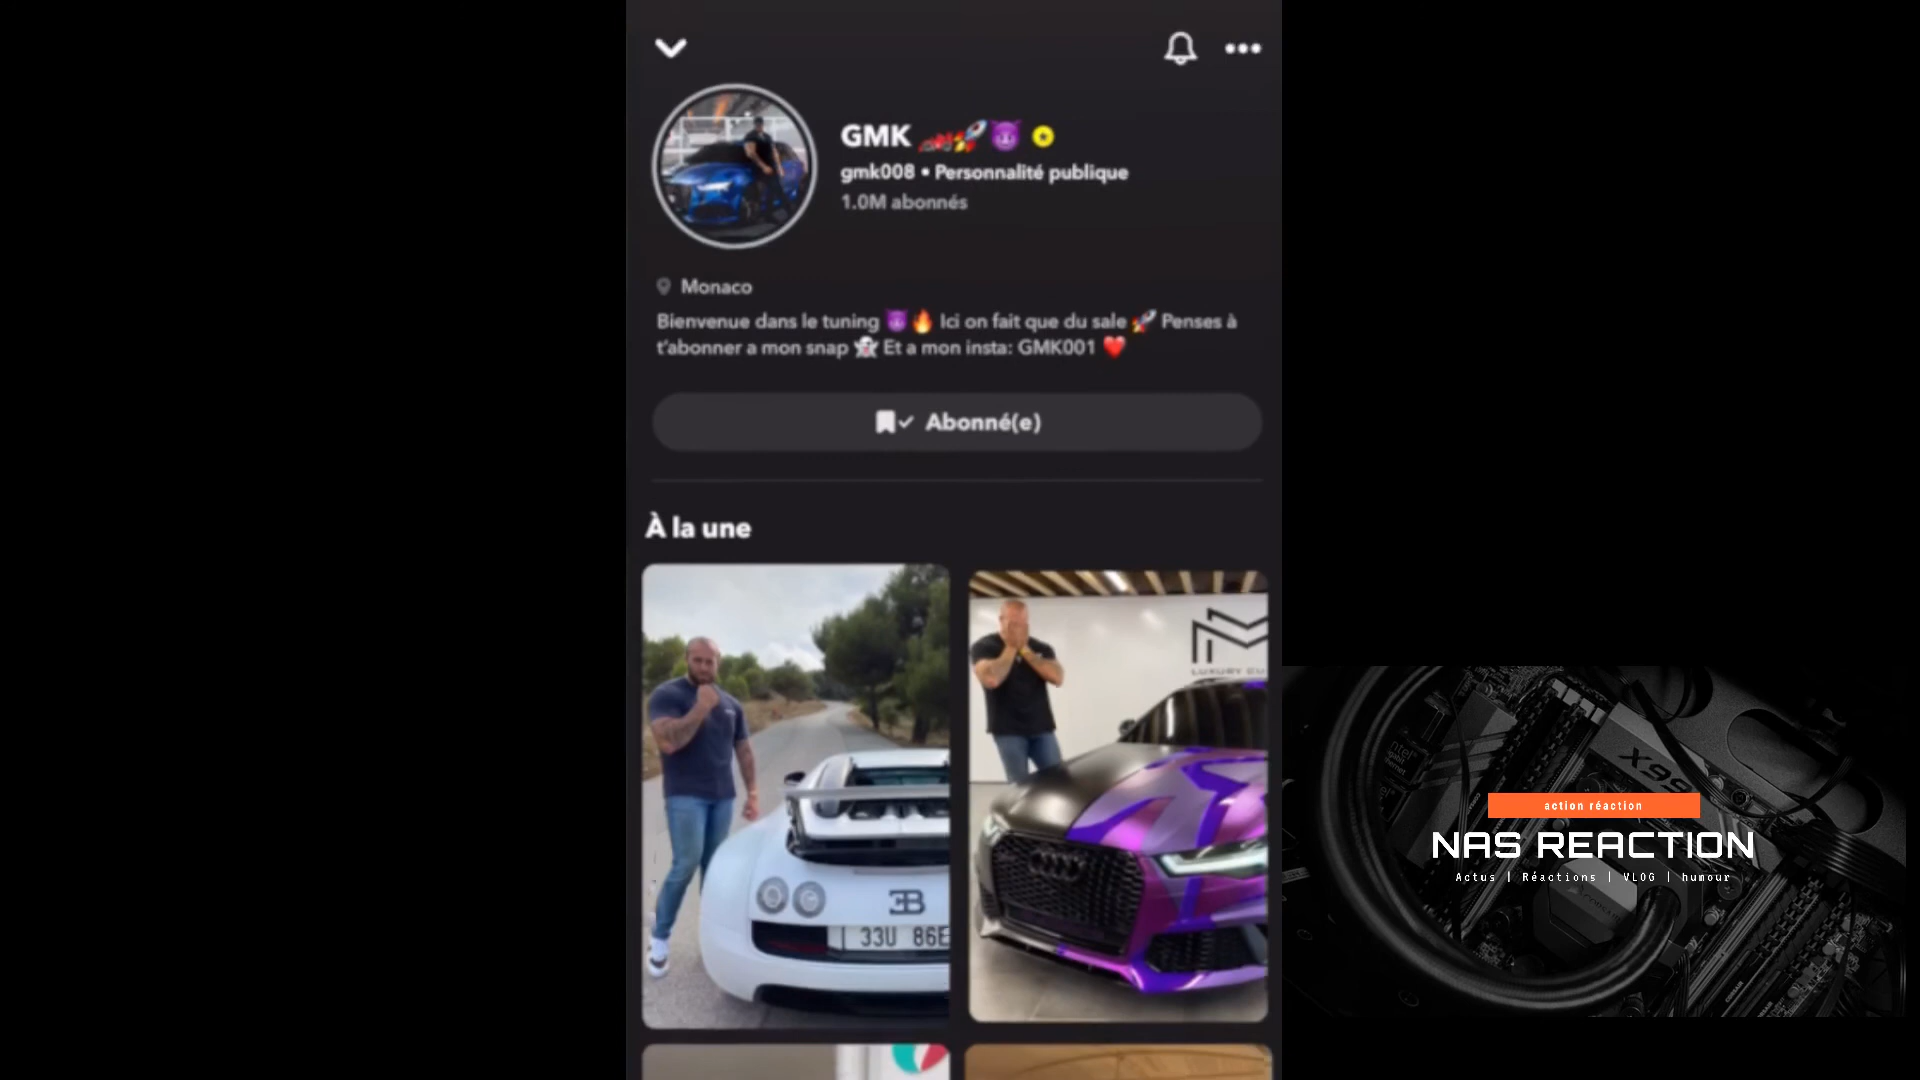 GMK
gmk008 • Personnalité publique
1.0M abonnés
Monaco
Bienvenue dans le tuning 😈🔥 Ici on fait que du sale 🚀 Penses à
t'abonner a mon snap 👻 Et a mon insta: GMK001 ❤️
Abonné(e)
À la une
33U 86E
X99
action réaction
NAS REACTION
Actus | Réactions | VLOG | humour